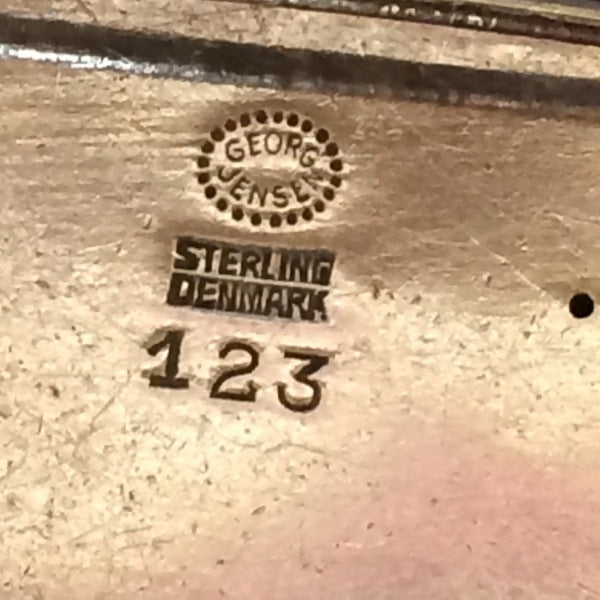 GEORG
JENSEN
STERLING
DENMARK
123